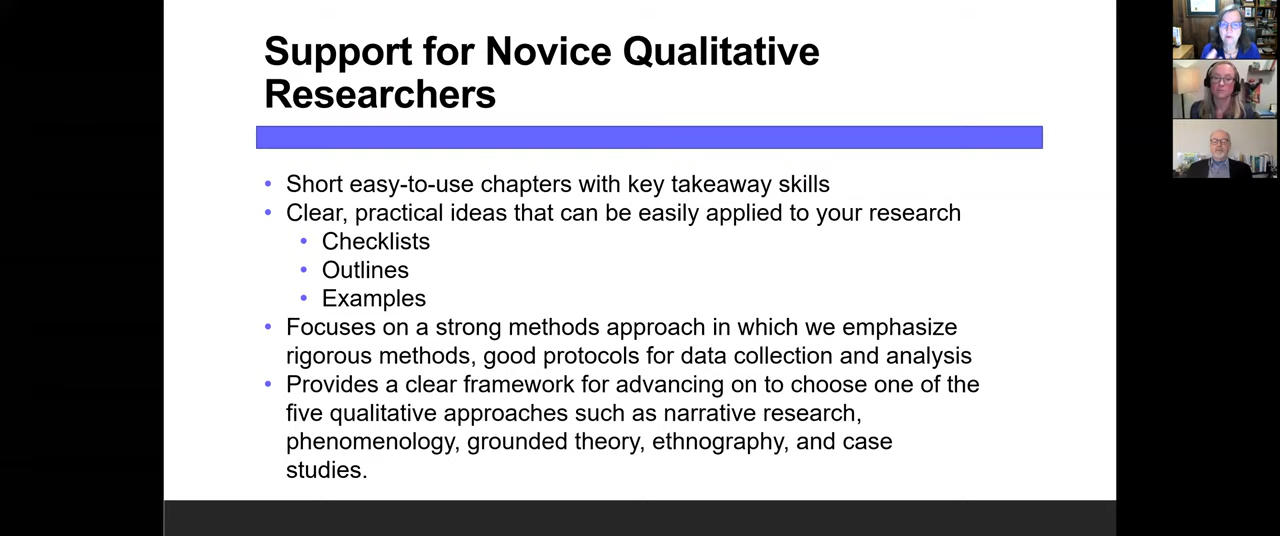 Support for Novice Qualitative
Researchers
• Short easy-to-use chapters with key takeaway skills
• Clear, practical ideas that can be easily applied to your research
• Checklists
• Outlines
• Examples
• Focuses on a strong methods approach in which we emphasize
rigorous methods, good protocols for data collection and analysis
• Provides a clear framework for advancing on to choose one of the
five qualitative approaches such as narrative research,
phenomenology, grounded theory, ethnography, and case
studies.